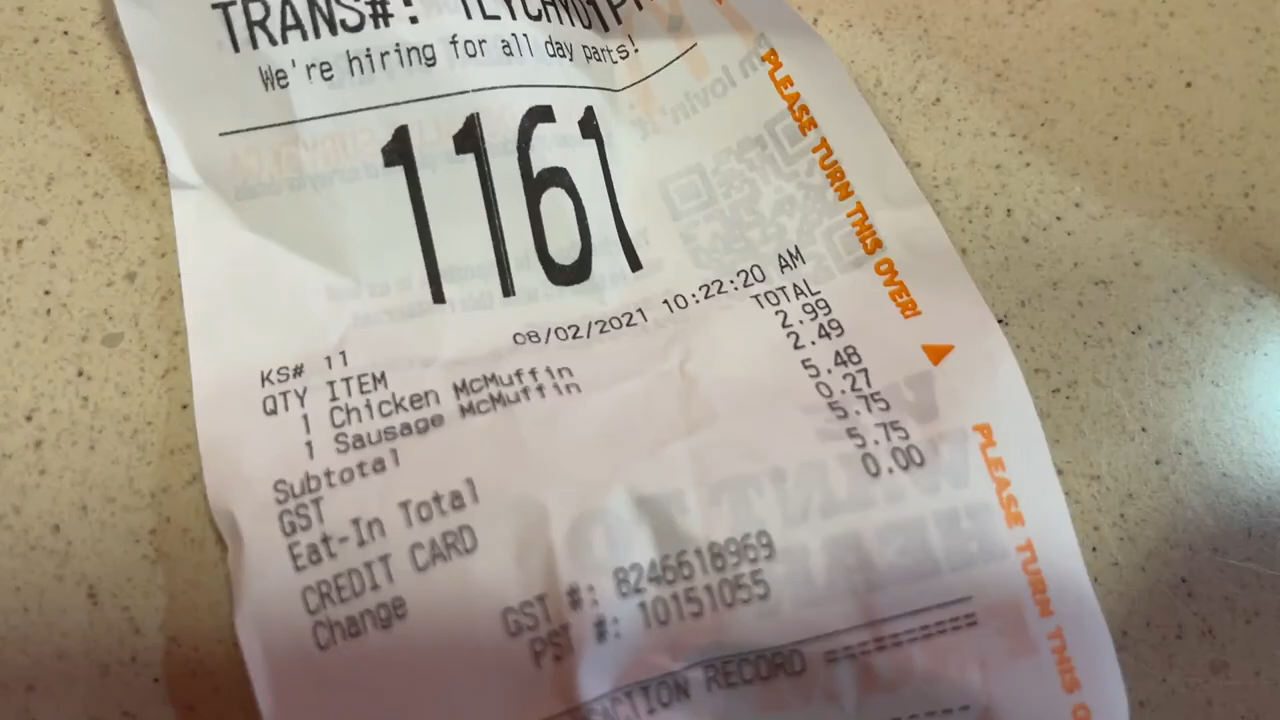 TRANS#:
We're hiring for all day parts!
1161
08/02/2021 10:22:20 AM
KS# 11
QTY ITEM TOTAL
1 Chicken McMuffin 2.99
1 Sausage McMuffin 2.49
Subtotal 5.48
GST 0.27
Eat-In Total 5.75
CREDIT CARD 5.75
Change 0.00
GST #: 8246618969
PST #: 10151055
RECORD
PLEASE TURN THIS OVER!
PLEASE TURN THIS